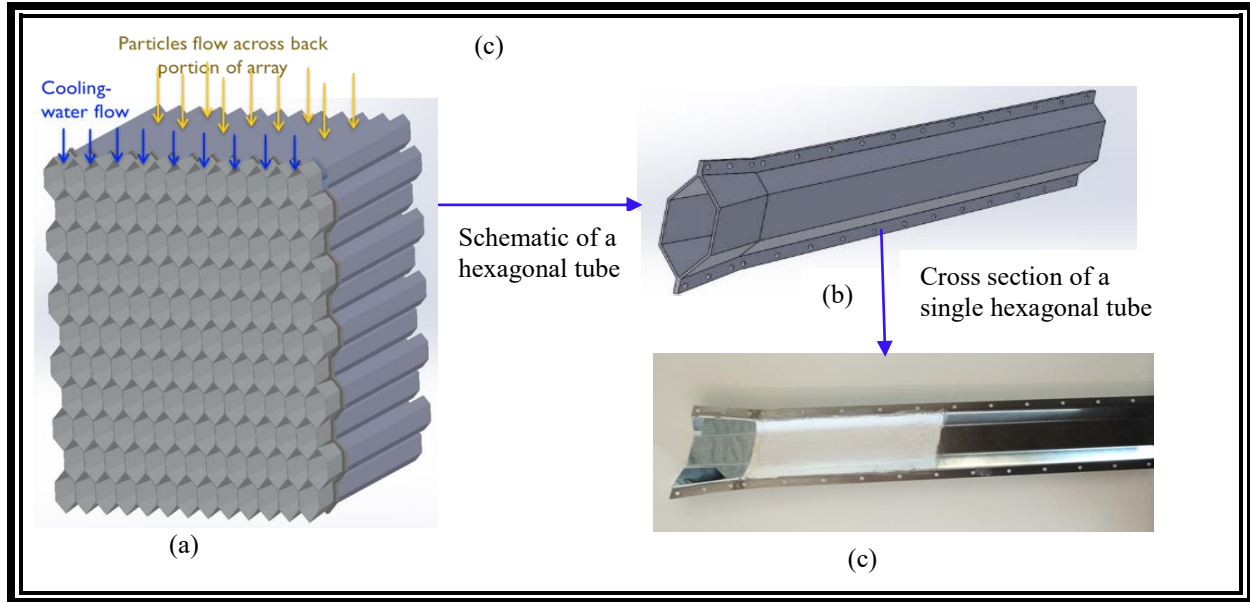 Particles flow across back
portion of array
(c)
Cooling-
water flow
Schematic of a
hexagonal tube
(b)
Cross section of a
single hexagonal tube
(a)
(c)